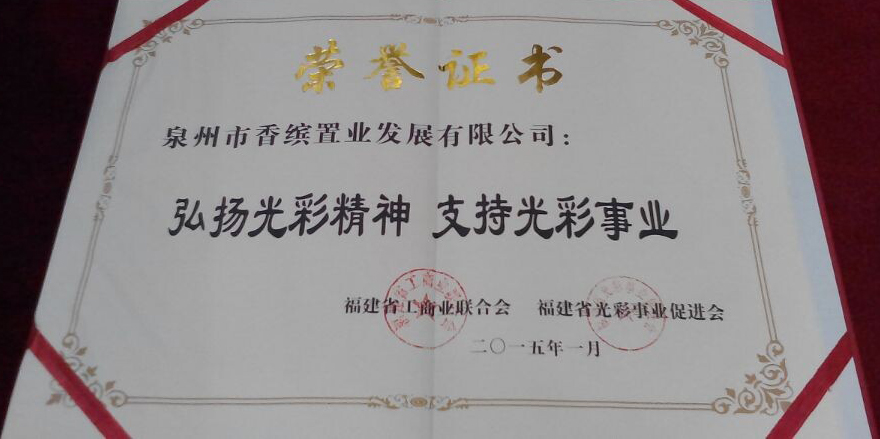 荣誉证书
泉州市香缤置业发展有限公司：
弘扬光彩精神 支持光彩事业
福建省工商业联合会 福建省光彩事业促进会
二〇一五年一月